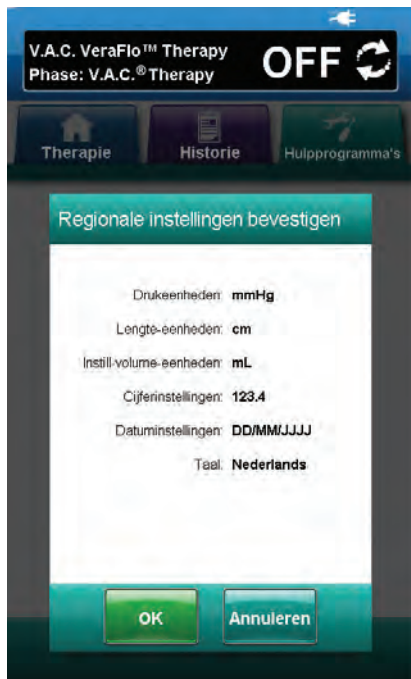 V.A.C. VeraFlo™ Therapy
Phase: V.A.C.® Therapy
OFF
Therapie
Historie
Hulpprogramma's
Regionale instellingen bevestigen
Drukeenheden: mmHg
Lengte-eenheden: cm
Instill-volume-eenheden: mL
Cijferinstellingen: 123.4
Datuminstellingen: DD/MM/JJJJ
Taal: Nederlands
OK
Annuleren